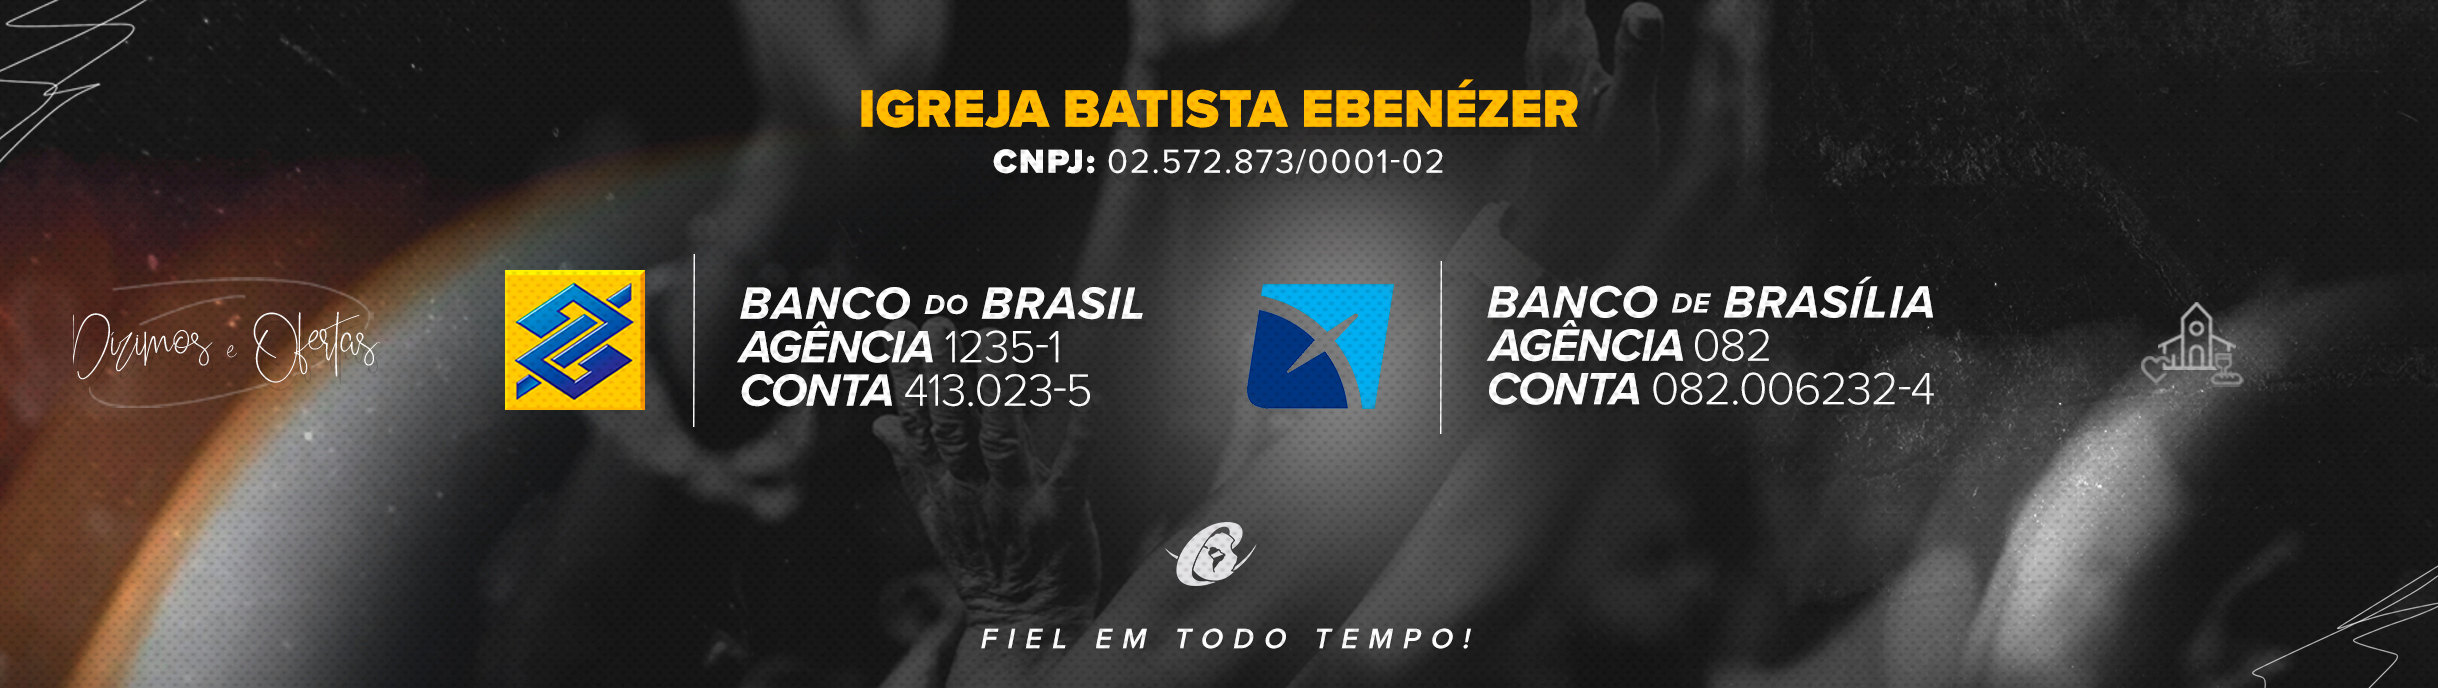 IGREJA BATISTA EBENÉZER
CNPJ: 02.572.873/0001-02
Dízimos e Ofertas
BANCO DO BRASIL
AGÊNCIA 1235-1
CONTA 413.023-5
BANCO DE BRASÍLIA
AGÊNCIA 082
CONTA 082.006232-4
FIEL EM TODO TEMPO!